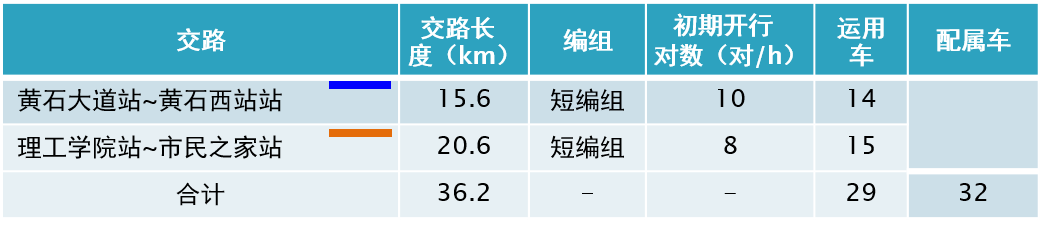 交路 交路长度（km） 编组 初期开行对数（对/h） 运用车 配属车
黄石大道站~黄石西站站 15.6 短编组 10 14
理工学院站~市民之家站 20.6 短编组 8 15
合计 36.2 – – 29 32